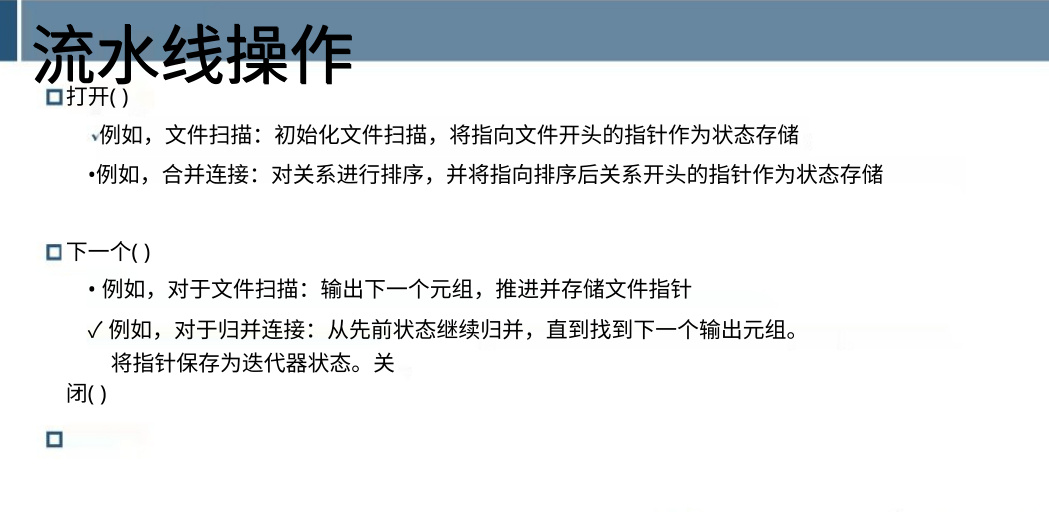 流水线操作
打开( )
✓例如，文件扫描：初始化文件扫描，将指向文件开头的指针作为状态存储
•例如，合并连接：对关系进行排序，并将指向排序后关系开头的指针作为状态存储
下一个( )
• 例如，对于文件扫描：输出下一个元组，推进并存储文件指针
✓ 例如，对于归并连接：从先前状态继续归并，直到找到下一个输出元组。
将指针保存为迭代器状态。关
闭( )